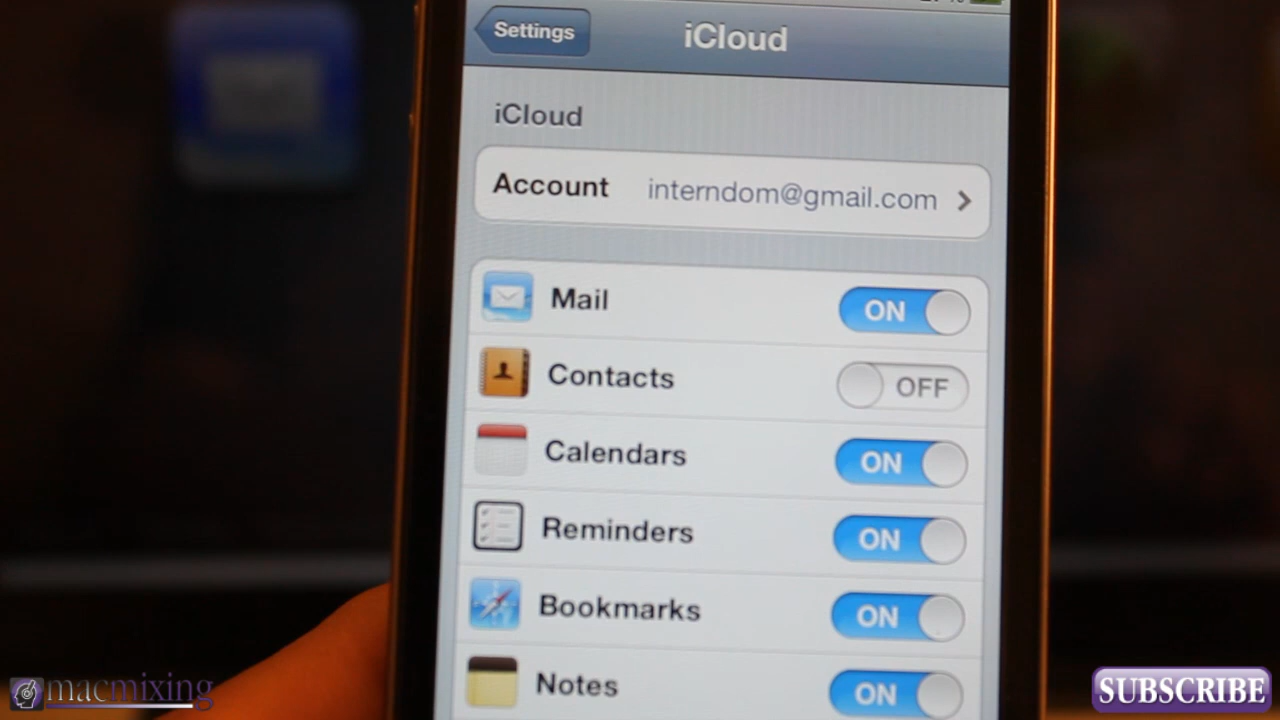 Settings
iCloud
iCloud
Account interndom@gmail.com
Mail ON
Contacts OFF
Calendars ON
Reminders ON
Bookmarks ON
Notes ON
macmixing
SUBSCRIBE